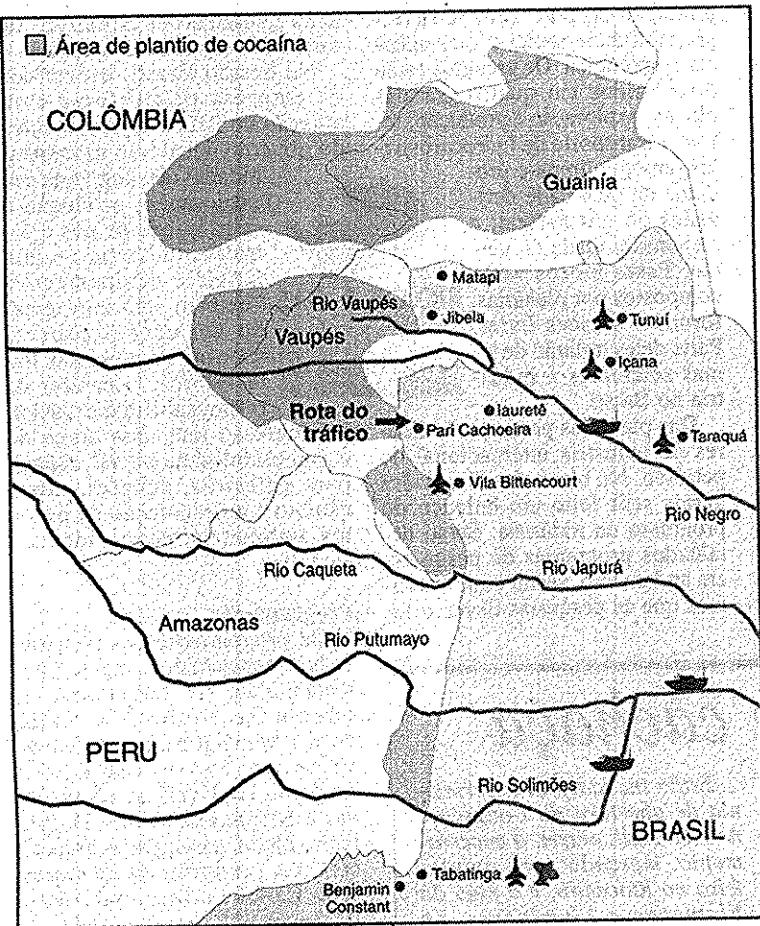 Área de plantio de cocaína
COLÔMBIA
Guainía
Matapí
Rio Vaupés
Jibela
Tunuí
Vaupés
Içana
Rota do
tráfico
Iauretê
Pari Cachoeira
Taraquá
Vila Bittencourt
Rio Negro
Rio Caqueta
Rio Japurá
Amazonas
Rio Putumayo
PERU
Rio Solimões
BRASIL
Tabatinga
Benjamin
Constant